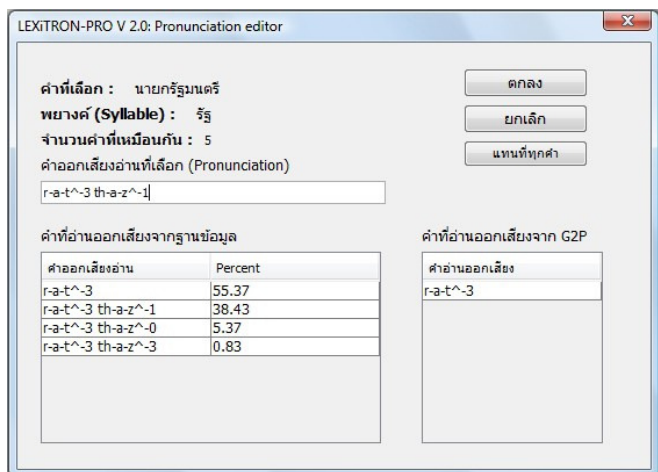 LEXiTRON-PRO V 2.0: Pronunciation editor
คำที่เลือก : นายกรัฐมนตรี
ตกลง
พยางค์ (Syllable) : รัฐ
ยกเลิก
จำนวนคำที่เหมือนกัน : 5
แทนที่ทุกคำ
คำออกเสียงอ่านที่เลือก (Pronunciation)
r-a-t^-3 th-a-z^-1
คำที่อ่านออกเสียงจากฐานข้อมูล
คำออกเสียงอ่าน Percent
r-a-t^-3 55.37
r-a-t^-3 th-a-z^-1 38.43
r-a-t^-3 th-a-z^-0 5.37
r-a-t^-3 th-a-z^-3 0.83
คำที่อ่านออกเสียงจาก G2P
คำอ่านออกเสียง
r-a-t^-3